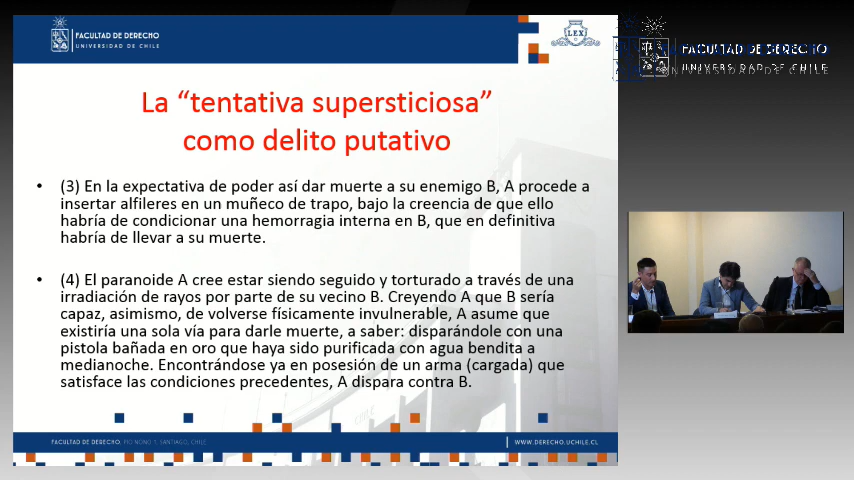 FACULTAD DE DERECHO
UNIVERSIDAD DE CHILE
LEX
FACULTAD DE DERECHO
UNIVERSIDAD DE CHILE
La “tentativa supersticiosa”
como delito putativo
• (3) En la expectativa de poder así dar muerte a su enemigo B, A procede a
insertar alfileres en un muñeco de trapo, bajo la creencia de que ello
habría de condicionar una hemorragia interna en B, que en definitiva
habría de llevar a su muerte.
• (4) El paranoide A cree estar siendo seguido y torturado a través de una
irradiación de rayos por parte de su vecino B. Creyendo A que B sería
capaz, asimismo, de volverse físicamente invulnerable, A asume que
existiría una sola vía para darle muerte, a saber: disparándole con una
pistola bañada en oro que haya sido purificada con agua bendita a
medianoche. Encontrándose ya en posesión de un arma (cargada) que
satisface las condiciones precedentes, A dispara contra B.
FACULTAD DE DERECHO. PIO NONO 1, SANTIAGO, CHILE
WWW.DERECHO.UCHILE.CL